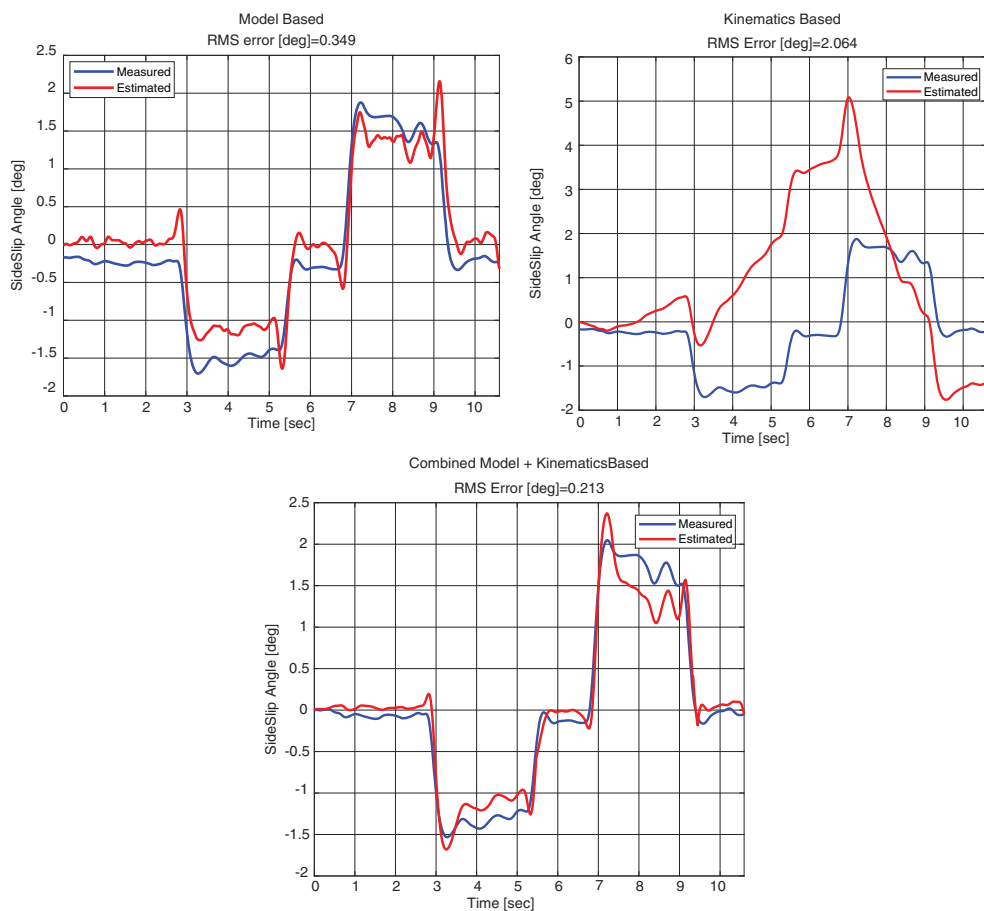 Model Based
RMS error [deg]=0.349
2.5
2
1.5
1
0.5
0
-0.5
-1
-1.5
-2
SideSlip Angle [deg]
Measured
Estimated
0 1 2 3 4 5 6 7 8 9 10
Time [sec]
Kinematics Based
RMS Error [deg]=2.064
6
5
4
3
2
1
0
-1
-2
SideSlip Angle [deg]
Measured
Estimated
0 1 2 3 4 5 6 7 8 9 10
Time [sec]
Combined Model + KinematicsBased
RMS Error [deg]=0.213
2.5
2
1.5
1
0.5
0
-0.5
-1
-1.5
-2
SideSlip Angle [deg]
Measured
Estimated
0 1 2 3 4 5 6 7 8 9 10
Time [sec]